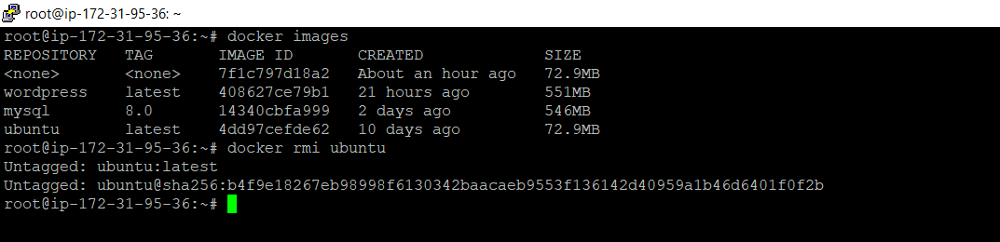 root@ip-172-31-95-36: ~
root@ip-172-31-95-36:~# docker images
REPOSITORY   TAG       IMAGE ID       CREATED             SIZE
<none>       <none>    7f1c797d18a2   About an hour ago   72.9MB
wordpress    latest    408627ce79b1   21 hours ago        551MB
mysql        8.0       14340cbfa999   2 days ago          546MB
ubuntu       latest    4dd97cefde62   10 days ago         72.9MB
root@ip-172-31-95-36:~# docker rmi ubuntu
Untagged: ubuntu:latest
Untagged: ubuntu@sha256:b4f9e18267eb98998f6130342baacaeb9553f136142d40959a1b46d6401f0f2b
root@ip-172-31-95-36:~#